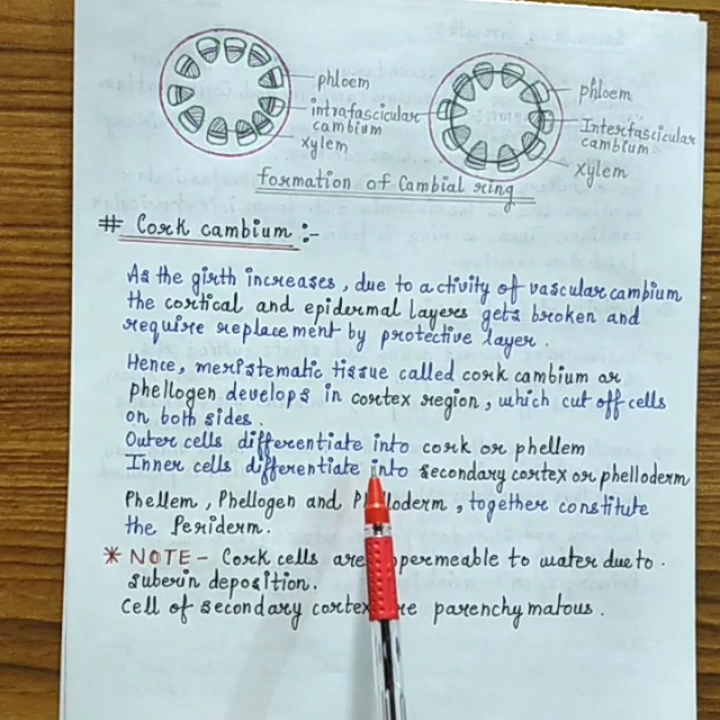 phloem
intrafascicular
cambium
xylem
phloem
Interfascicular
cambium
xylem
Formation of Cambial ring
# Cork cambium :-
As the girth increases, due to activity of vascular cambium
the cortical and epidermal layers gets broken and
require replacement by protective layer.
Hence, meristematic tissue called cork cambium or
phellogen develops in cortex region, which cut off cells
on both sides.
Outer cells differentiate into cork or phellem
Inner cells differentiate into secondary cortex or phelloderm
Phellem, Phellogen and Phelloderm, together constitute
the Periderm.
* NOTE - Cork cells are permeable to water due to.
suberin deposition.
Cell of secondary cortex are parenchymatous.